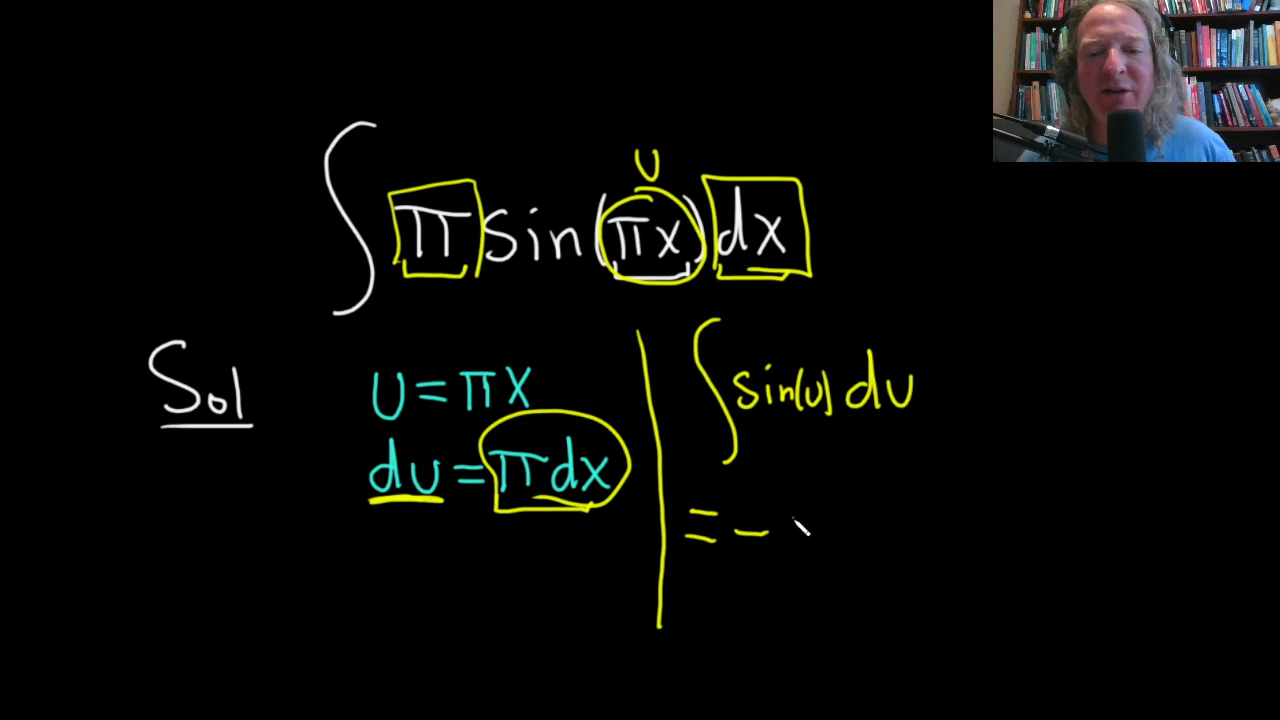 U
∫ π sin(πx) dx
Sol
U = πx
du = π dx
∫ sin(u) du
= -